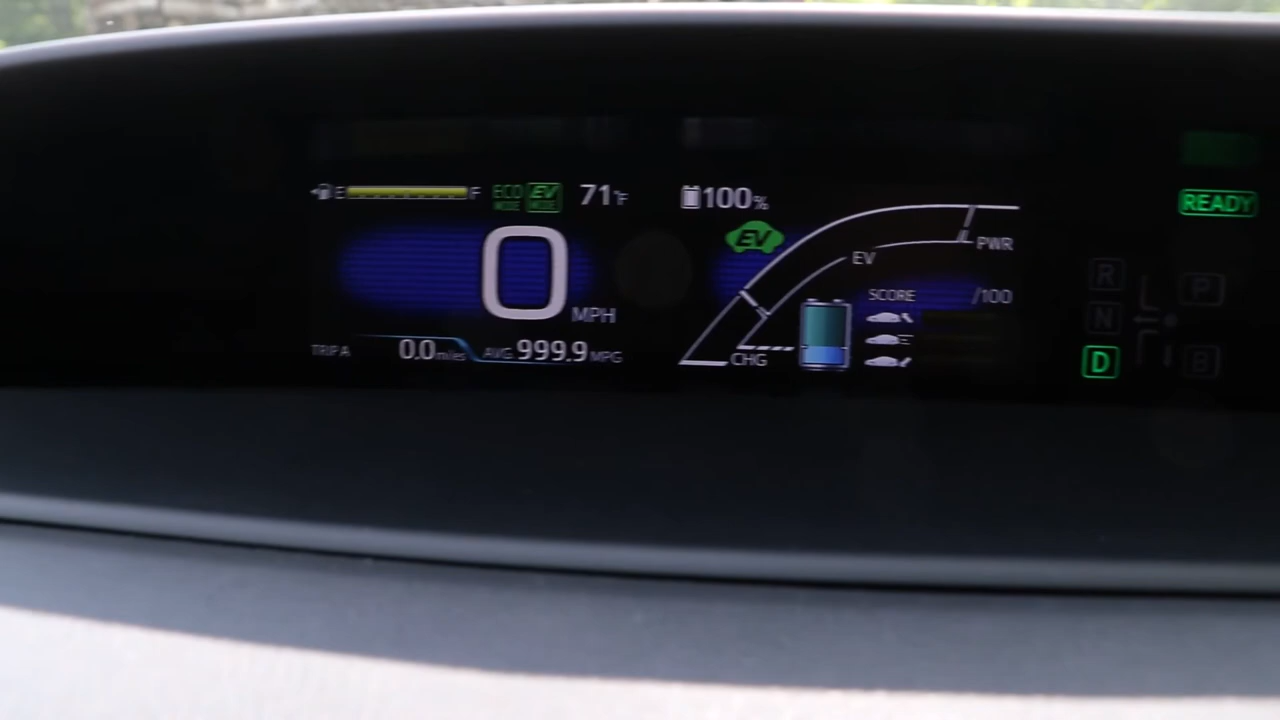 E F ECO MODE EV MODE 71°F
0 MPH
TRIP A 0.0 miles AVG. 999.9 MPG
100%
EV
PWR
EV
SCORE /100
CHG
READY
R P
N
D B